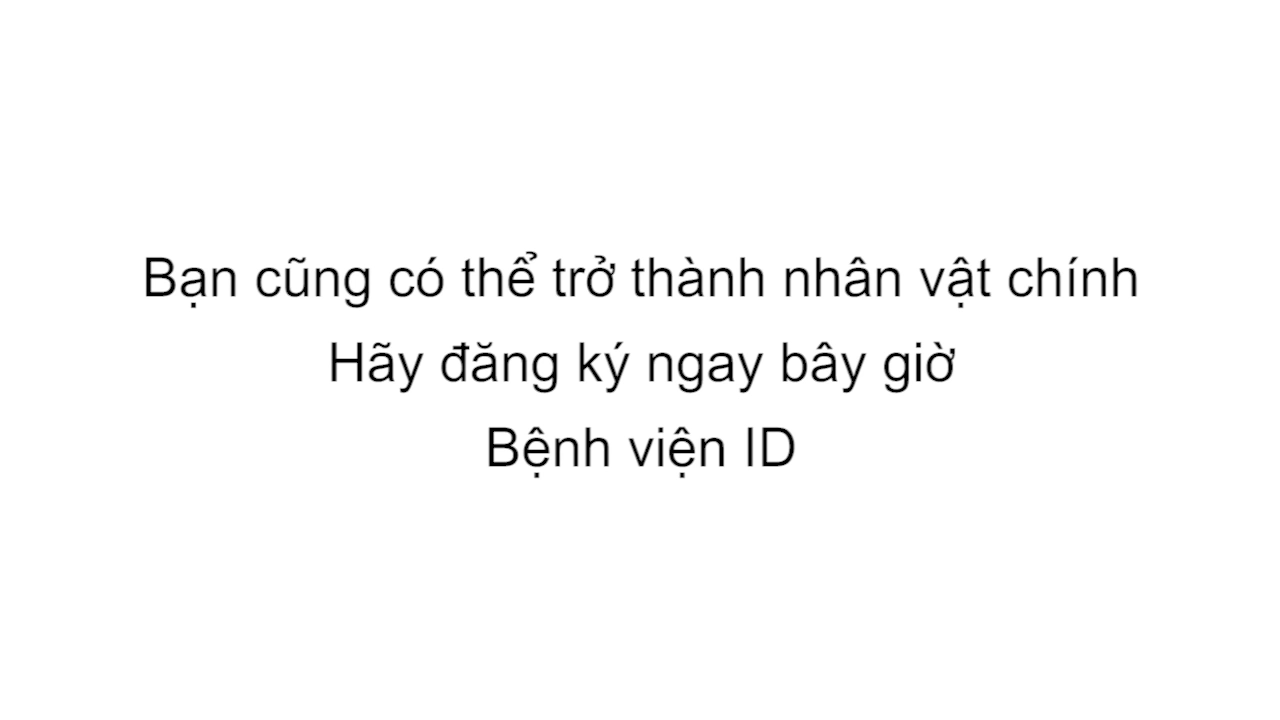 Bạn cũng có thể trở thành nhân vật chính
Hãy đăng ký ngay bây giờ
Bệnh viện ID